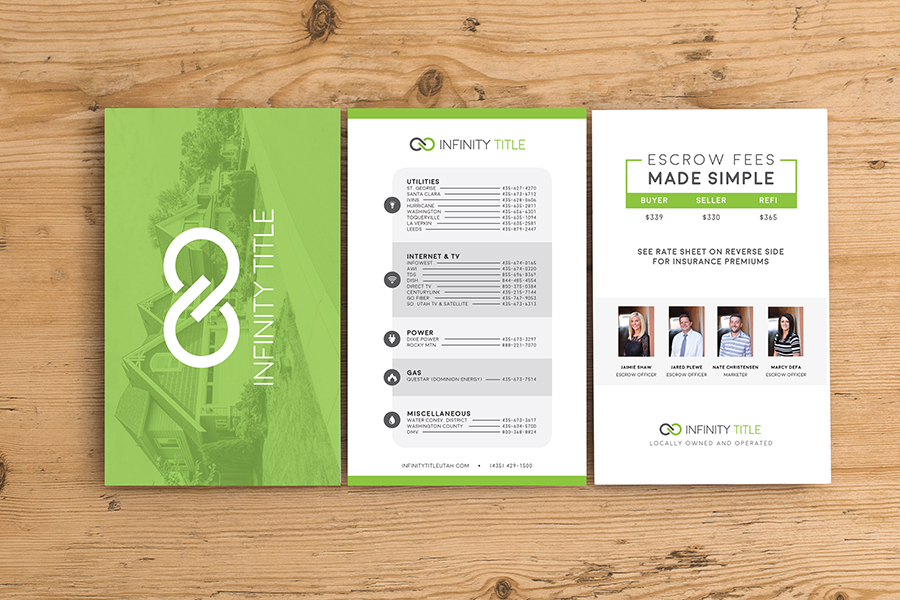 INFINITY TITLE
INFINITY TITLE
UTILITIES
ST. GEORGE 435-627-4270
SANTA CLARA 435-673-6712
IVINS 435-628-0606
HURRICANE 435-635-2811
WASHINGTON 435-656-6301
TOQUERVILLE 435-635-1094
LA VERKIN 435-635-2581
LEEDS 435-879-2447
INTERNET & TV
INFOWEST 435-674-0165
AWI 435-674-0320
TDS 855-696-8369
DISH 844-485-4554
DIRECT TV 800-375-0384
CENTURYLINK 435-215-7144
GO FIBER 435-767-9053
SO. UTAH TV & SATELLITE 435-673-4313
POWER
DIXIE POWER 435-673-3297
ROCKY MTN 888-221-7070
GAS
QUESTAR (DOMINION ENERGY) 435-673-7514
MISCELLANEOUS
WATER CONSV. DISTRICT 435-673-3617
WASHINGTON COUNTY 435-634-5700
DMV 800-368-8824
INFINITYTITLEUTAH.COM • (435) 429-1500
ESCROW FEES
MADE SIMPLE
BUYER SELLER REFI
$339 $330 $365
SEE RATE SHEET ON REVERSE SIDE
FOR INSURANCE PREMIUMS
JAIMIE SHAW JARED PLEWE NATE CHRISTENSEN MARCY DEFA
ESCROW OFFICER ESCROW OFFICER MARKETER ESCROW OFFICER
INFINITY TITLE
LOCALLY OWNED AND OPERATED